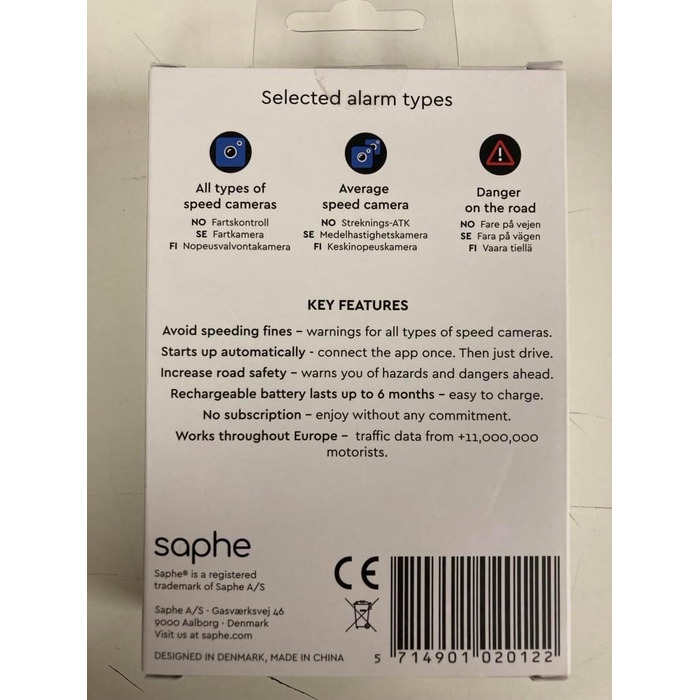 Selected alarm types
All types of
speed cameras
NO Fartskontroll
SE Fartkamera
FI Nopeusvalvontakamera
Average
speed camera
NO Streknings-ATK
SE Medelhastighetskamera
FI Keskinopeuskamera
Danger
on the road
NO Fare på vejen
SE Fara på vägen
FI Vaara tiellä
KEY FEATURES
Avoid speeding fines – warnings for all types of speed cameras.
Starts up automatically - connect the app once. Then just drive.
Increase road safety – warns you of hazards and dangers ahead.
Rechargeable battery lasts up to 6 months – easy to charge.
No subscription – enjoy without any commitment.
Works throughout Europe – traffic data from +11,000,000
motorists.
saphe
Saphe® is a registered
trademark of Saphe A/S
Saphe A/S · Gasværksvej 46
9000 Aalborg · Denmark
Visit us at saphe.com
DESIGNED IN DENMARK, MADE IN CHINA
CE
5 714901 020122